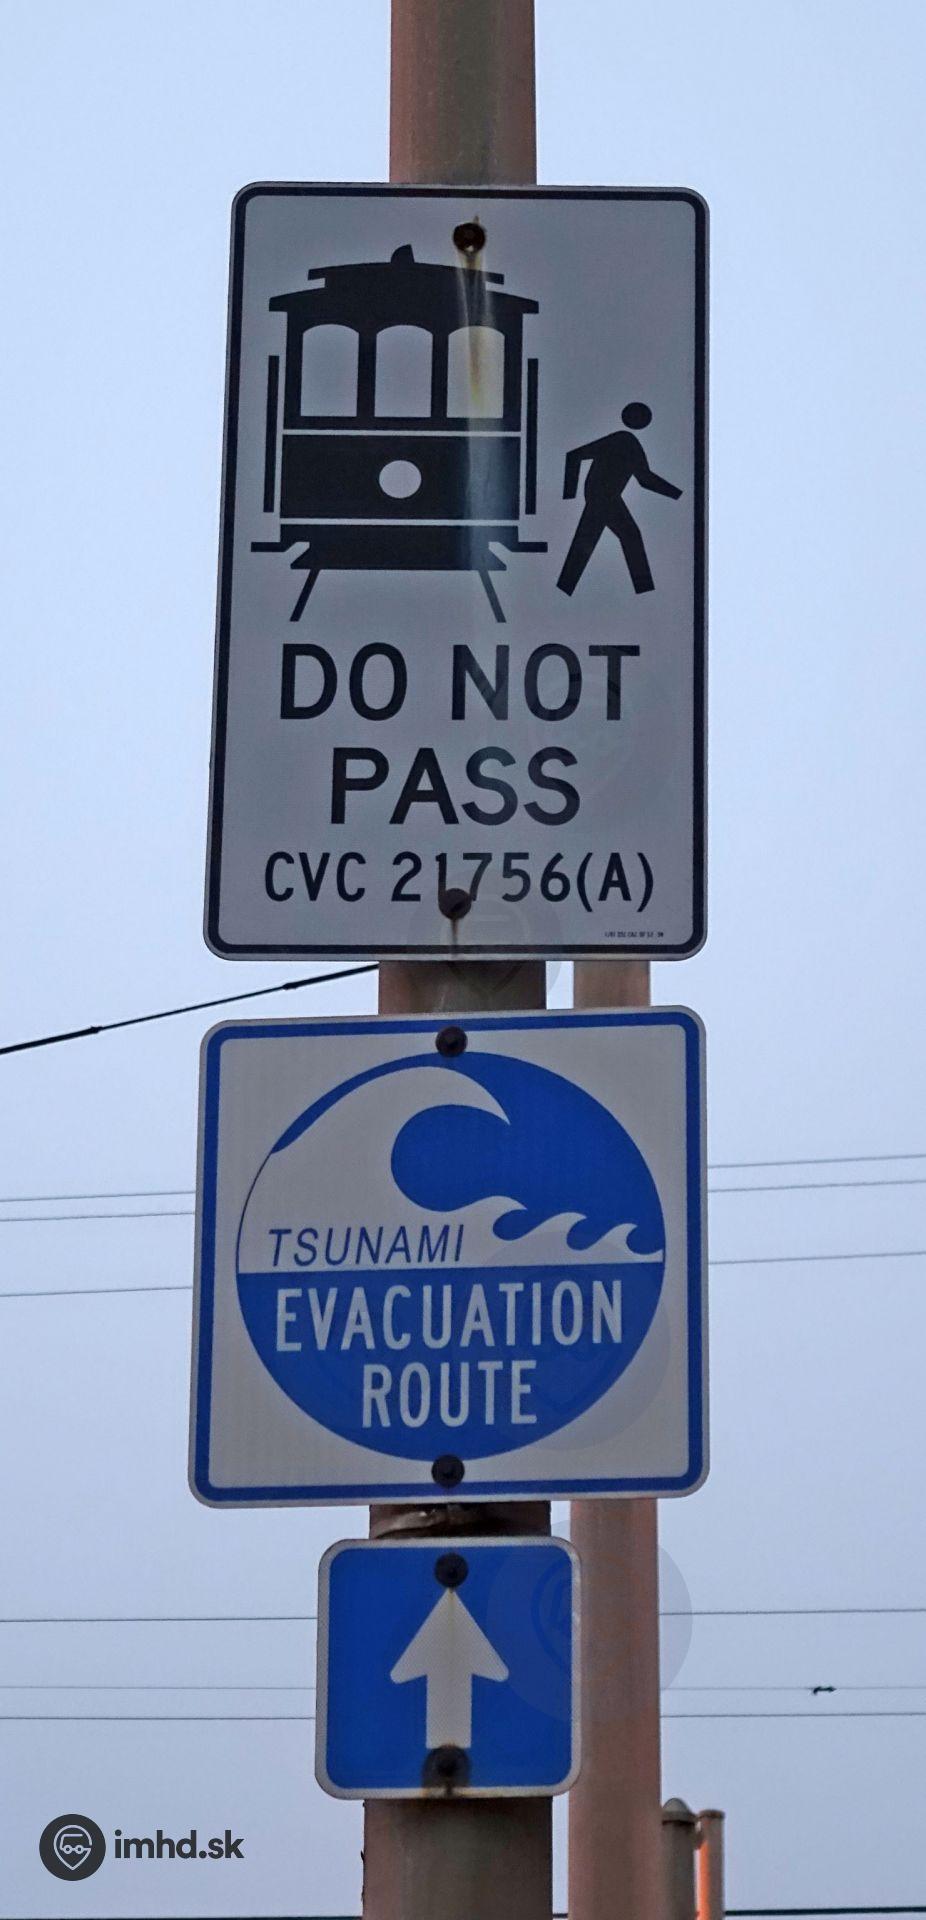 DO NOT
PASS
CVC 21756(A)
TSUNAMI
EVACUATION
ROUTE
imhd.sk